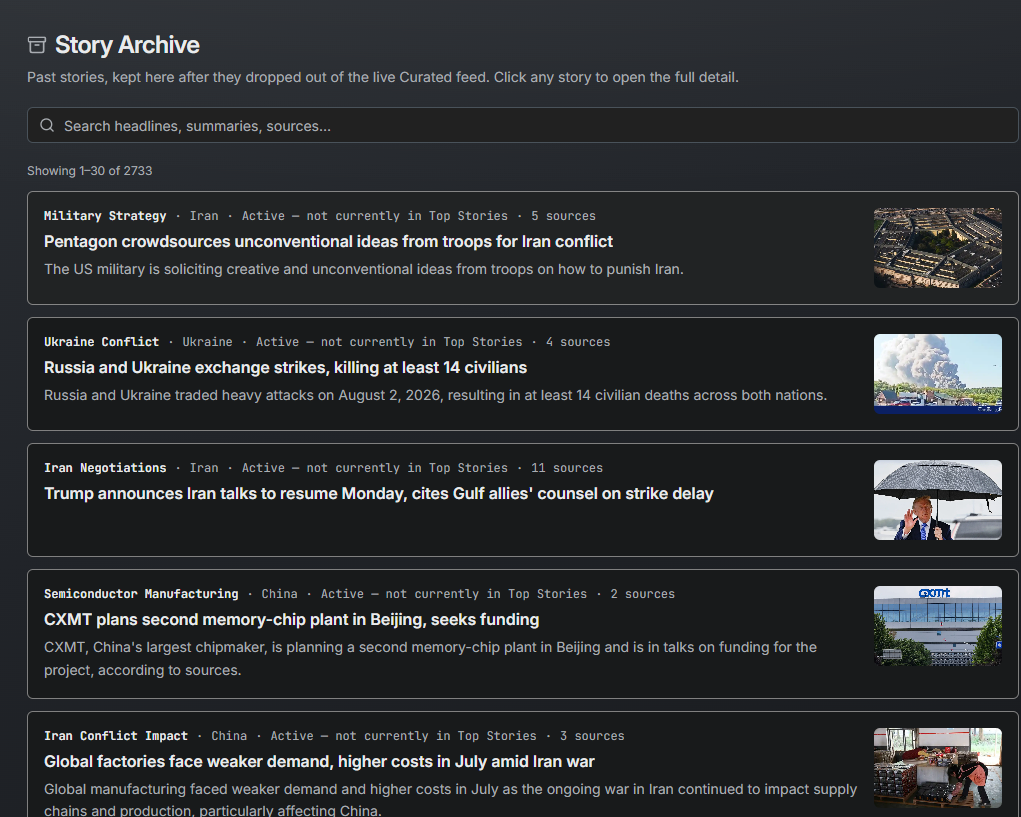 Story Archive
Past stories, kept here after they dropped out of the live Curated feed. Click any story to open the full detail.
Search headlines, summaries, sources...
Showing 1–30 of 2733
Military Strategy · Iran · Active — not currently in Top Stories · 5 sources
Pentagon crowdsources unconventional ideas from troops for Iran conflict
The US military is soliciting creative and unconventional ideas from troops on how to punish Iran.
Ukraine Conflict · Ukraine · Active — not currently in Top Stories · 4 sources
Russia and Ukraine exchange strikes, killing at least 14 civilians
Russia and Ukraine traded heavy attacks on August 2, 2026, resulting in at least 14 civilian deaths across both nations.
Iran Negotiations · Iran · Active — not currently in Top Stories · 11 sources
Trump announces Iran talks to resume Monday, cites Gulf allies' counsel on strike delay
Semiconductor Manufacturing · China · Active — not currently in Top Stories · 2 sources
CXMT plans second memory-chip plant in Beijing, seeks funding
CXMT
CXMT, China's largest chipmaker, is planning a second memory-chip plant in Beijing and is in talks on funding for the
project, according to sources.
Iran Conflict Impact · China · Active — not currently in Top Stories · 3 sources
Global factories face weaker demand, higher costs in July amid Iran war
Global manufacturing faced weaker demand and higher costs in July as the ongoing war in Iran continued to impact supply
chains and production, particularly affecting China.